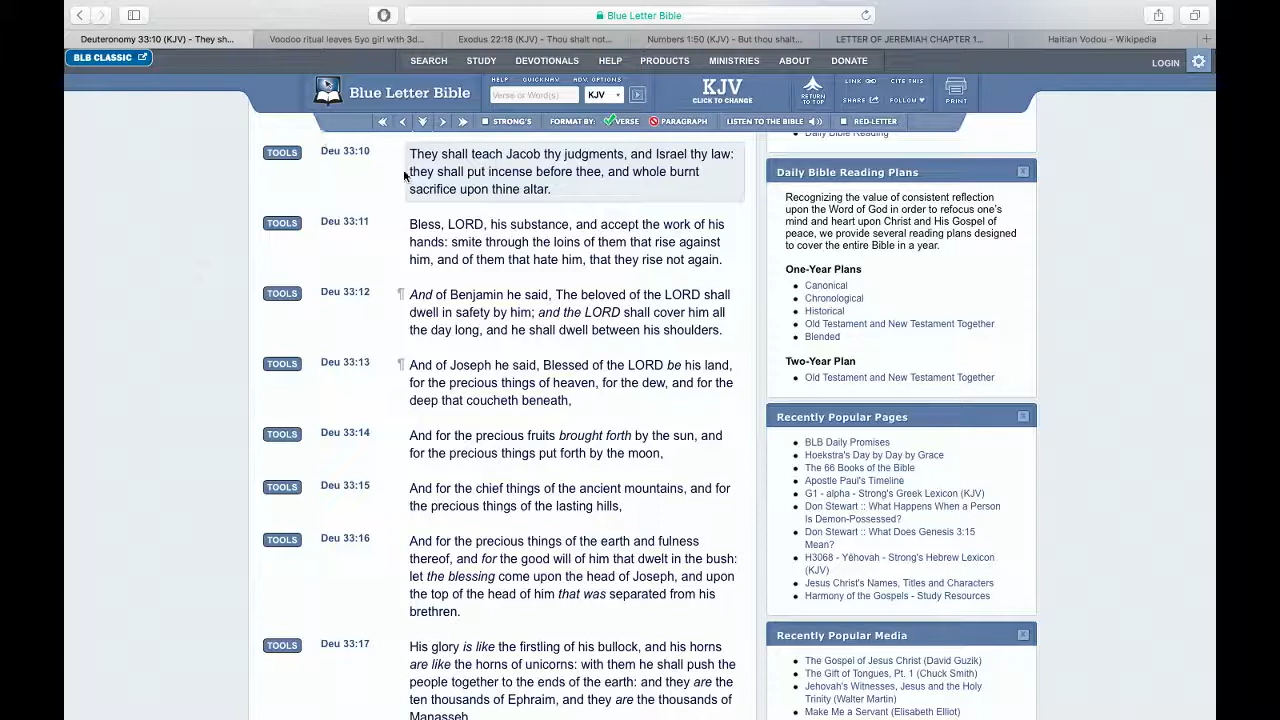 Blue Letter Bible
Deuteronomy 33:10 (KJV) - They sh...
Voodoo ritual leaves 5yo girl with 3d...
Exodus 22:18 (KJV) - Thou shalt not...
Numbers 1:50 (KJV) - But thou shalt...
LETTER OF JEREMIAH CHAPTER 1...
Haitian Vodou - Wikipedia
BLB CLASSIC
SEARCH STUDY DEVOTIONALS HELP PRODUCTS MINISTRIES ABOUT DONATE
LOGIN
Blue Letter Bible
HELP QUICKNAV ADV. OPTIONS
Verse or Word(s)
KJV
KJV
CLICK TO CHANGE
RETURN
TO TOP
LINK
CITE THIS
SHARE
FOLLOW
PRINT
STRONG'S
FORMAT BY: VERSE PARAGRAPH
LISTEN TO THE BIBLE
RED-LETTER
TOOLS
Deu 33:10
They shall teach Jacob thy judgments, and Israel thy law:
they shall put incense before thee, and whole burnt
sacrifice upon thine altar.
TOOLS
Deu 33:11
Bless, LORD, his substance, and accept the work of his
hands: smite through the loins of them that rise against
him, and of them that hate him, that they rise not again.
TOOLS
Deu 33:12
¶ And of Benjamin he said, The beloved of the LORD shall
dwell in safety by him; and the LORD shall cover him all
the day long, and he shall dwell between his shoulders.
TOOLS
Deu 33:13
¶ And of Joseph he said, Blessed of the LORD be his land,
for the precious things of heaven, for the dew, and for the
deep that coucheth beneath,
TOOLS
Deu 33:14
And for the precious fruits brought forth by the sun, and
for the precious things put forth by the moon,
TOOLS
Deu 33:15
And for the chief things of the ancient mountains, and for
the precious things of the lasting hills,
TOOLS
Deu 33:16
And for the precious things of the earth and fulness
thereof, and for the good will of him that dwelt in the bush:
let the blessing come upon the head of Joseph, and upon
the top of the head of him that was separated from his
brethren.
TOOLS
Deu 33:17
His glory is like the firstling of his bullock, and his horns
are like the horns of unicorns: with them he shall push the
people together to the ends of the earth: and they are the
ten thousands of Ephraim, and they are the thousands of
Manasseh.
Daily Bible Reading
Daily Bible Reading Plans
Recognizing the value of consistent reflection
upon the Word of God in order to refocus one's
mind and heart upon Christ and His Gospel of
peace, we provide several reading plans designed
to cover the entire Bible in a year.
One-Year Plans
Canonical
Chronological
Historical
Old Testament and New Testament Together
Blended
Two-Year Plan
Old Testament and New Testament Together
Recently Popular Pages
BLB Daily Promises
Hoekstra's Day by Day by Grace
The 66 Books of the Bible
Apostle Paul's Timeline
G1 - alpha - Strong's Greek Lexicon (KJV)
Don Stewart :: What Happens When a Person
Is Demon-Possessed?
Don Stewart :: What Does Genesis 3:15
Mean?
H3068 - Yĕhovah - Strong's Hebrew Lexicon
(KJV)
Jesus Christ's Names, Titles and Characters
Harmony of the Gospels - Study Resources
Recently Popular Media
The Gospel of Jesus Christ (David Guzik)
The Gift of Tongues, Pt. 1 (Chuck Smith)
Jehovah's Witnesses, Jesus and the Holy
Trinity (Walter Martin)
Make Me a Servant (Elisabeth Elliot)